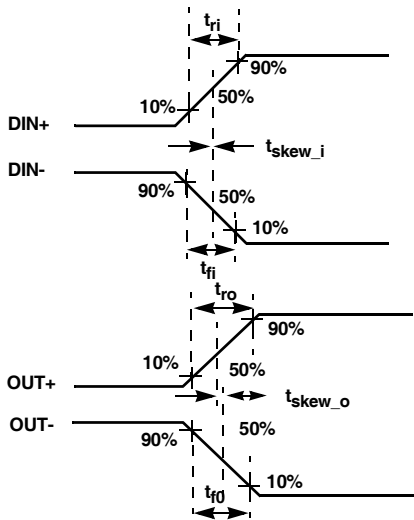 tri
90%
10%
50%
DIN+
tskew_i
DIN-
90%
50%
10%
tfi
tro
90%
10%
50%
OUT+
tskew_o
OUT-
50%
90%
10%
tf0